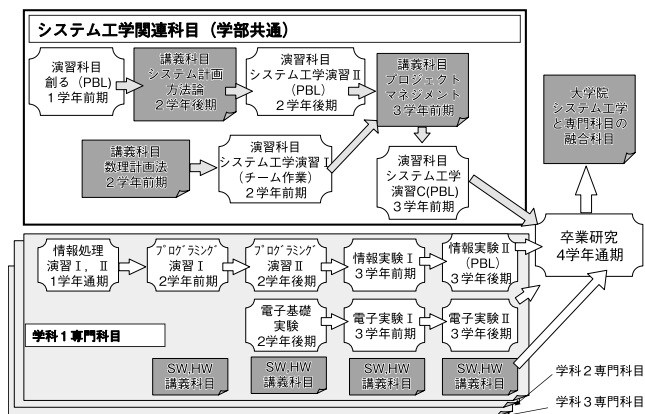 システム工学関連科目（学部共通）
演習科目
創る（PBL）
1学年前期
講義科目
システム計画
方法論
2学年後期
演習科目
システム工学演習Ⅱ
（PBL）
2学年後期
講義科目
プロジェクト
マネジメント
3学年前期
講義科目
数理計画法
2学年前期
演習科目
システム工学演習Ⅰ
（チーム作業）
2学年前期
演習科目
システム工学
演習C(PBL)
3学年前期
大学院
システム工学
と専門科目の
融合科目
卒業研究
4学年通期
情報処理
演習Ⅰ，Ⅱ
1学年通期
プログラミング
演習Ⅰ
2学年前期
プログラミング
演習Ⅱ
2学年後期
情報実験Ⅰ
3学年前期
情報実験Ⅱ
（PBL）
3学年後期
電子基礎
実験
2学年後期
電子実験Ⅰ
3学年前期
電子実験Ⅱ
3学年後期
学科1専門科目
SW,HW
講義科目
SW,HW
講義科目
SW,HW
講義科目
SW,HW
講義科目
学科2専門科目
学科3専門科目